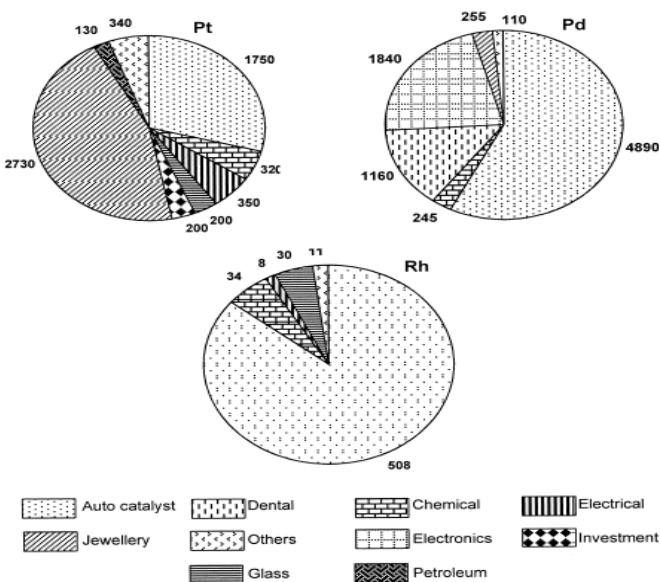 130 340 Pt
1750
2730
320
350
200
200
255 110 Pd
1840
4890
1160
245
34 8 30 11 Rh
508
Auto catalyst Dental Chemical Electrical
Jewellery Others Electronics Investment
Glass Petroleum